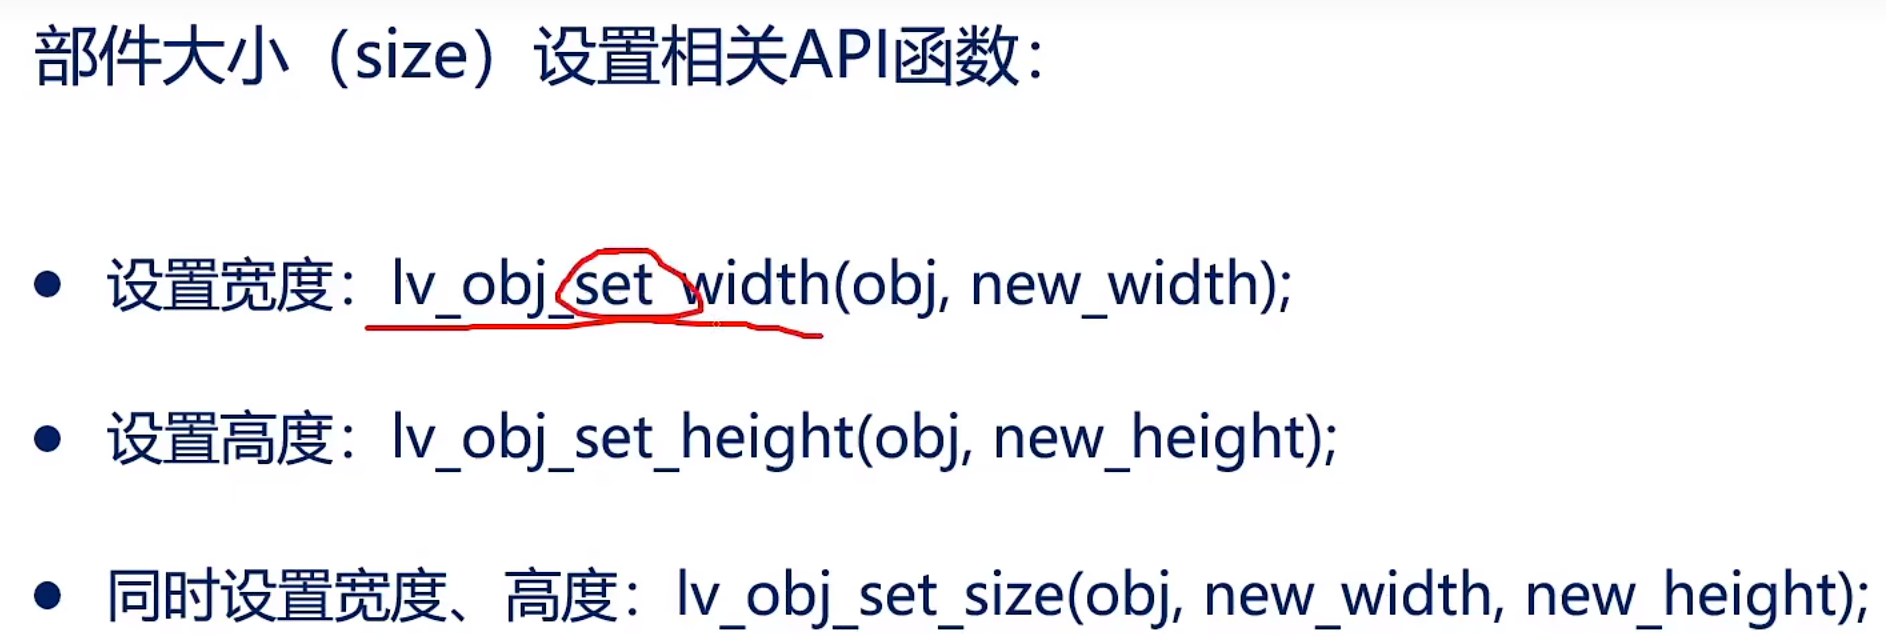 部件大小（size）设置相关API函数：
● 设置宽度：lv_obj_set_width(obj, new_width);
● 设置高度：lv_obj_set_height(obj, new_height);
● 同时设置宽度、高度：lv_obj_set_size(obj, new_width, new_height);